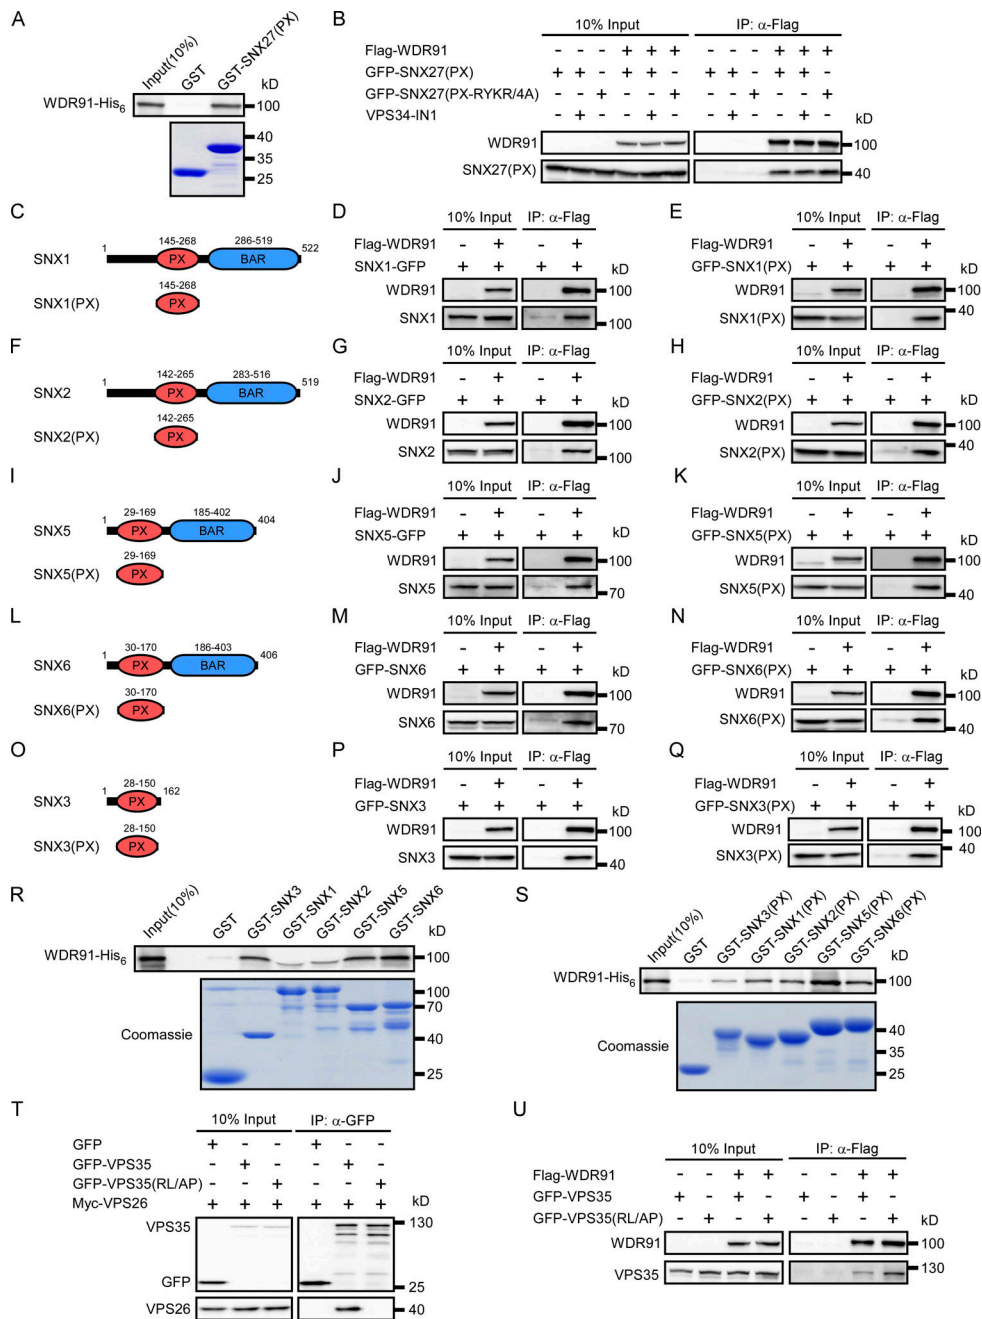 A
Input(10%)
GST
GST-SNX27(PX)
kD
WDR91-His6
100
40
35
25
B
10% Input
IP: α-Flag
Flag-WDR91 - - - + + + - - - + + +
GFP-SNX27(PX) + + - + + - + + - + + -
GFP-SNX27(PX-RYKR/4A) - - + - - + - - + - - +
VPS34-IN1 - + - - + - - + - - + -
kD
WDR91
100
SNX27(PX)
40
C
SNX1
1
145-268
286-519
PX
BAR
522
SNX1(PX)
145-268
PX
D
10% Input
IP: α-Flag
Flag-WDR91 - + - +
SNX1-GFP + + + +
kD
WDR91
100
SNX1
100
E
10% Input
IP: α-Flag
Flag-WDR91 - + - +
GFP-SNX1(PX) + + + +
kD
WDR91
100
SNX1(PX)
40
F
SNX2
1
142-265
283-516
PX
BAR
519
SNX2(PX)
142-265
PX
G
10% Input
IP: α-Flag
Flag-WDR91 - + - +
SNX2-GFP + + + +
kD
WDR91
100
SNX2
100
H
10% Input
IP: α-Flag
Flag-WDR91 - + - +
GFP-SNX2(PX) + + + +
kD
WDR91
100
SNX2(PX)
40
I
SNX5
1
29-169
185-402
PX
BAR
404
SNX5(PX)
29-169
PX
J
10% Input
IP: α-Flag
Flag-WDR91 - + - +
SNX5-GFP + + + +
kD
WDR91
100
SNX5
70
K
10% Input
IP: α-Flag
Flag-WDR91 - + - +
GFP-SNX5(PX) + + + +
kD
WDR91
100
SNX5(PX)
40
L
SNX6
1
30-170
186-403
PX
BAR
406
SNX6(PX)
30-170
PX
M
10% Input
IP: α-Flag
Flag-WDR91 - + - +
GFP-SNX6 + + + +
kD
WDR91
100
SNX6
70
N
10% Input
IP: α-Flag
Flag-WDR91 - + - +
GFP-SNX6(PX) + + + +
kD
WDR91
100
SNX6(PX)
40
O
SNX3
1
28-150
PX
162
SNX3(PX)
28-150
PX
P
10% Input
IP: α-Flag
Flag-WDR91 - + - +
GFP-SNX3 + + + +
kD
WDR91
100
SNX3
40
Q
10% Input
IP: α-Flag
Flag-WDR91 - + - +
GFP-SNX3(PX) + + + +
kD
WDR91
100
SNX3(PX)
40
R
Input(10%)
GST
GST-SNX3
GST-SNX1
GST-SNX2
GST-SNX5
GST-SNX6
kD
WDR91-His6
100
Coomassie
100
70
40
25
S
Input(10%)
GST
GST-SNX3(PX)
GST-SNX1(PX)
GST-SNX2(PX)
GST-SNX5(PX)
GST-SNX6(PX)
kD
WDR91-His6
100
Coomassie
40
35
25
T
10% Input
IP: α-GFP
GFP + - - + - -
GFP-VPS35 - + - - + -
GFP-VPS35(RL/AP) - - + - - +
Myc-VPS26 + + + + + +
kD
VPS35
130
GFP
25
VPS26
40
U
10% Input
IP: α-Flag
Flag-WDR91 - - + + - - + +
GFP-VPS35 + - + - + - + -
GFP-VPS35(RL/AP) - + - + - + - +
kD
WDR91
100
VPS35
130